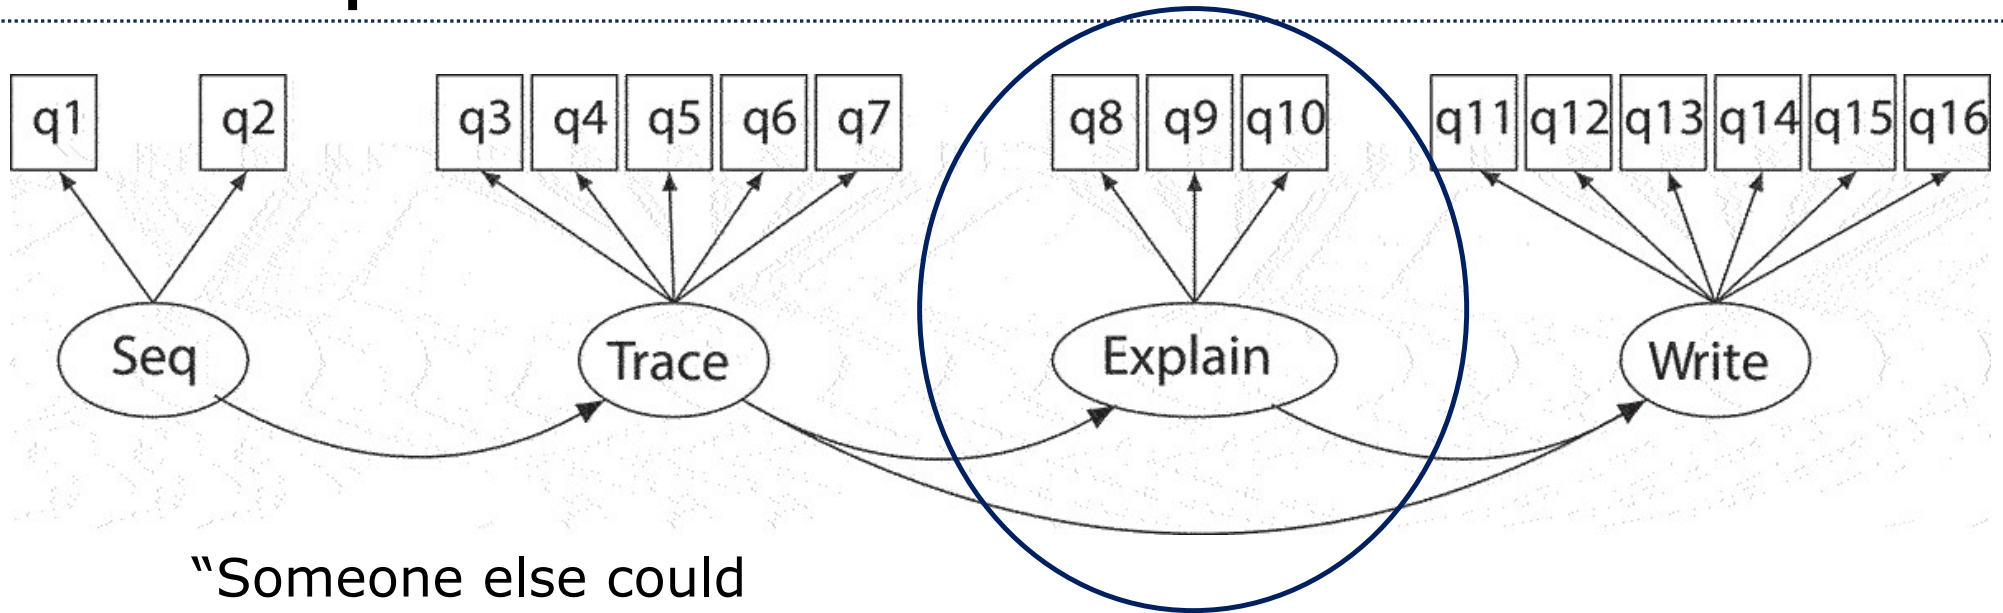 q1 q2 q3 q4 q5 q6 q7 q8 q9 q10 q11 q12 q13 q14 q15 q16
Seq Trace Explain Write
“Someone else could